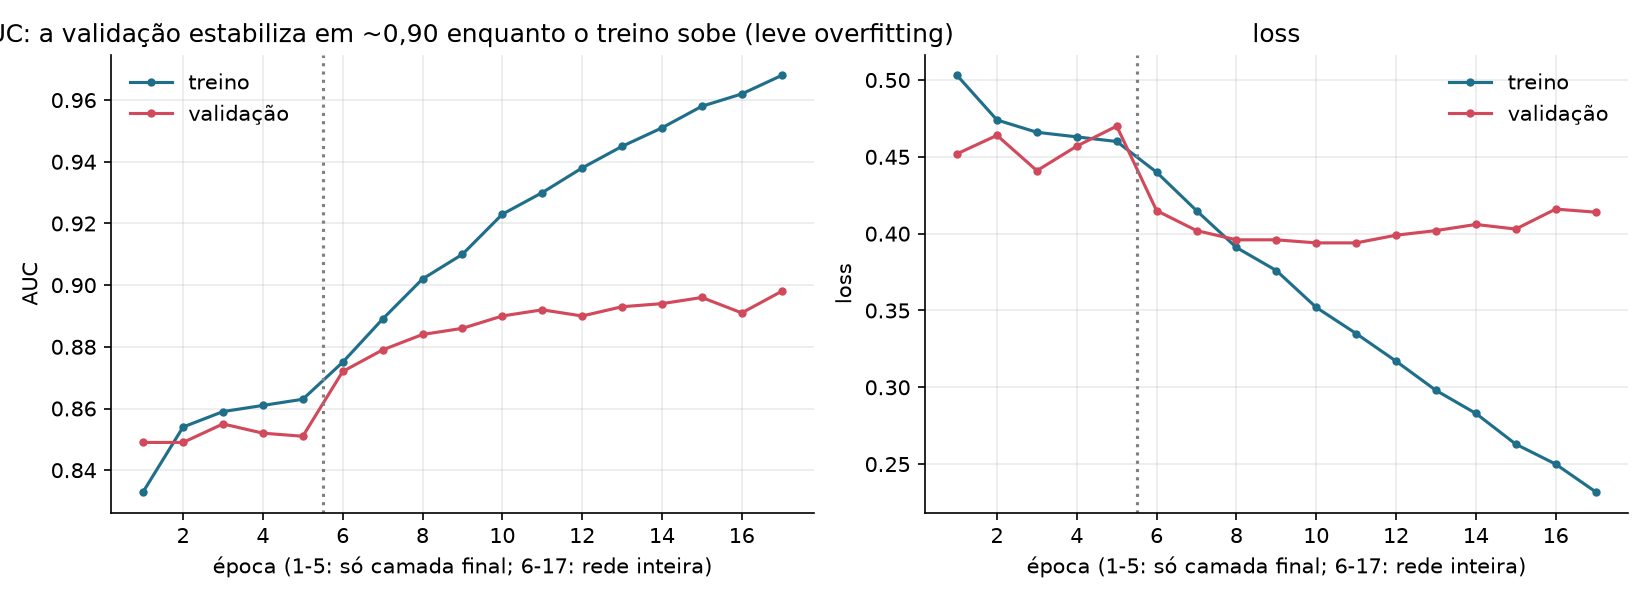 UC: a validação estabiliza em ~0,90 enquanto o treino sobe (leve overfitting)
treino
validação
0.96
0.94
0.92
0.90
0.88
0.86
0.84
AUC
2 4 6 8 10 12 14 16
época (1-5: só camada final; 6-17: rede inteira)
loss
treino
validação
0.50
0.45
0.40
0.35
0.30
0.25
loss
2 4 6 8 10 12 14 16
época (1-5: só camada final; 6-17: rede inteira)